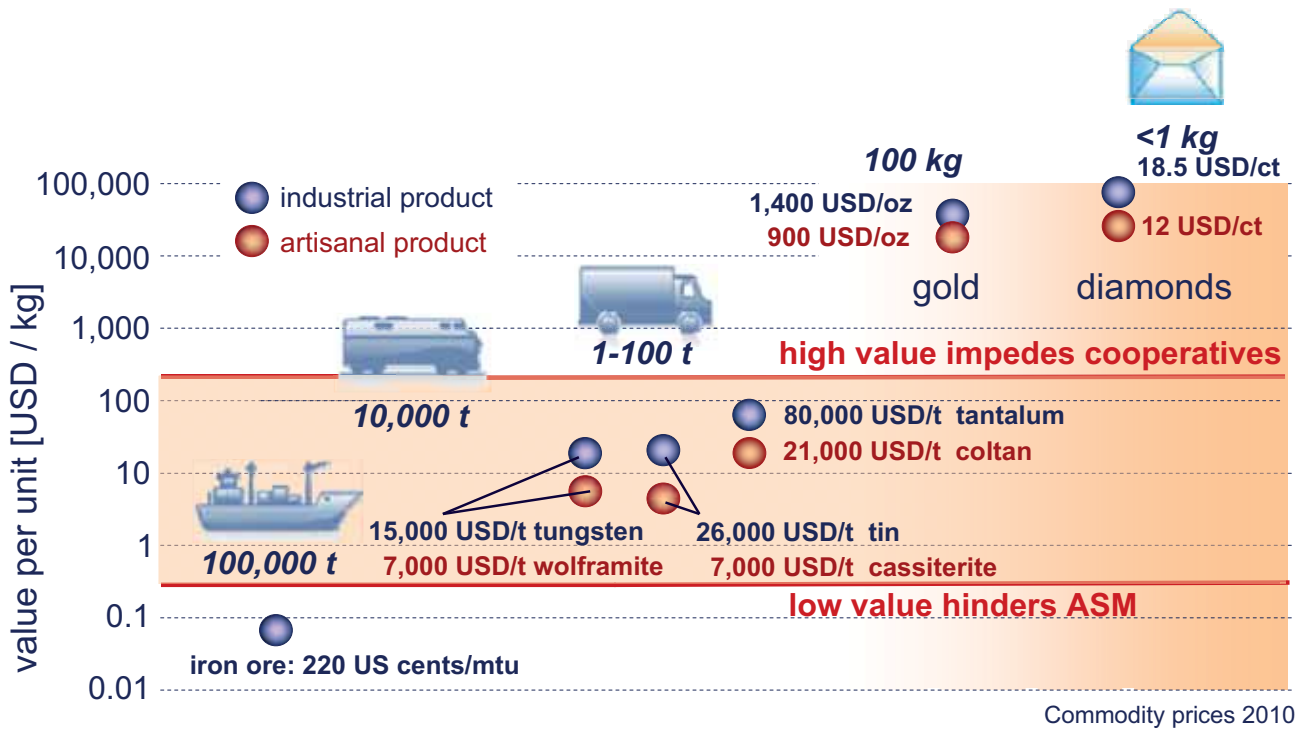 <1 kg
100 kg
18.5 USD/ct
100,000
industrial product
1,400 USD/oz
artisanal product
900 USD/oz
12 USD/ct
10,000
gold
diamonds
1,000
1-100 t
high value impedes cooperatives
100
10,000 t
80,000 USD/t tantalum
21,000 USD/t coltan
10
15,000 USD/t tungsten
26,000 USD/t tin
1
100,000 t
7,000 USD/t wolframite
7,000 USD/t cassiterite
low value hinders ASM
0.1
iron ore: 220 US cents/mtu
0.01
value per unit [USD / kg]
Commodity prices 2010